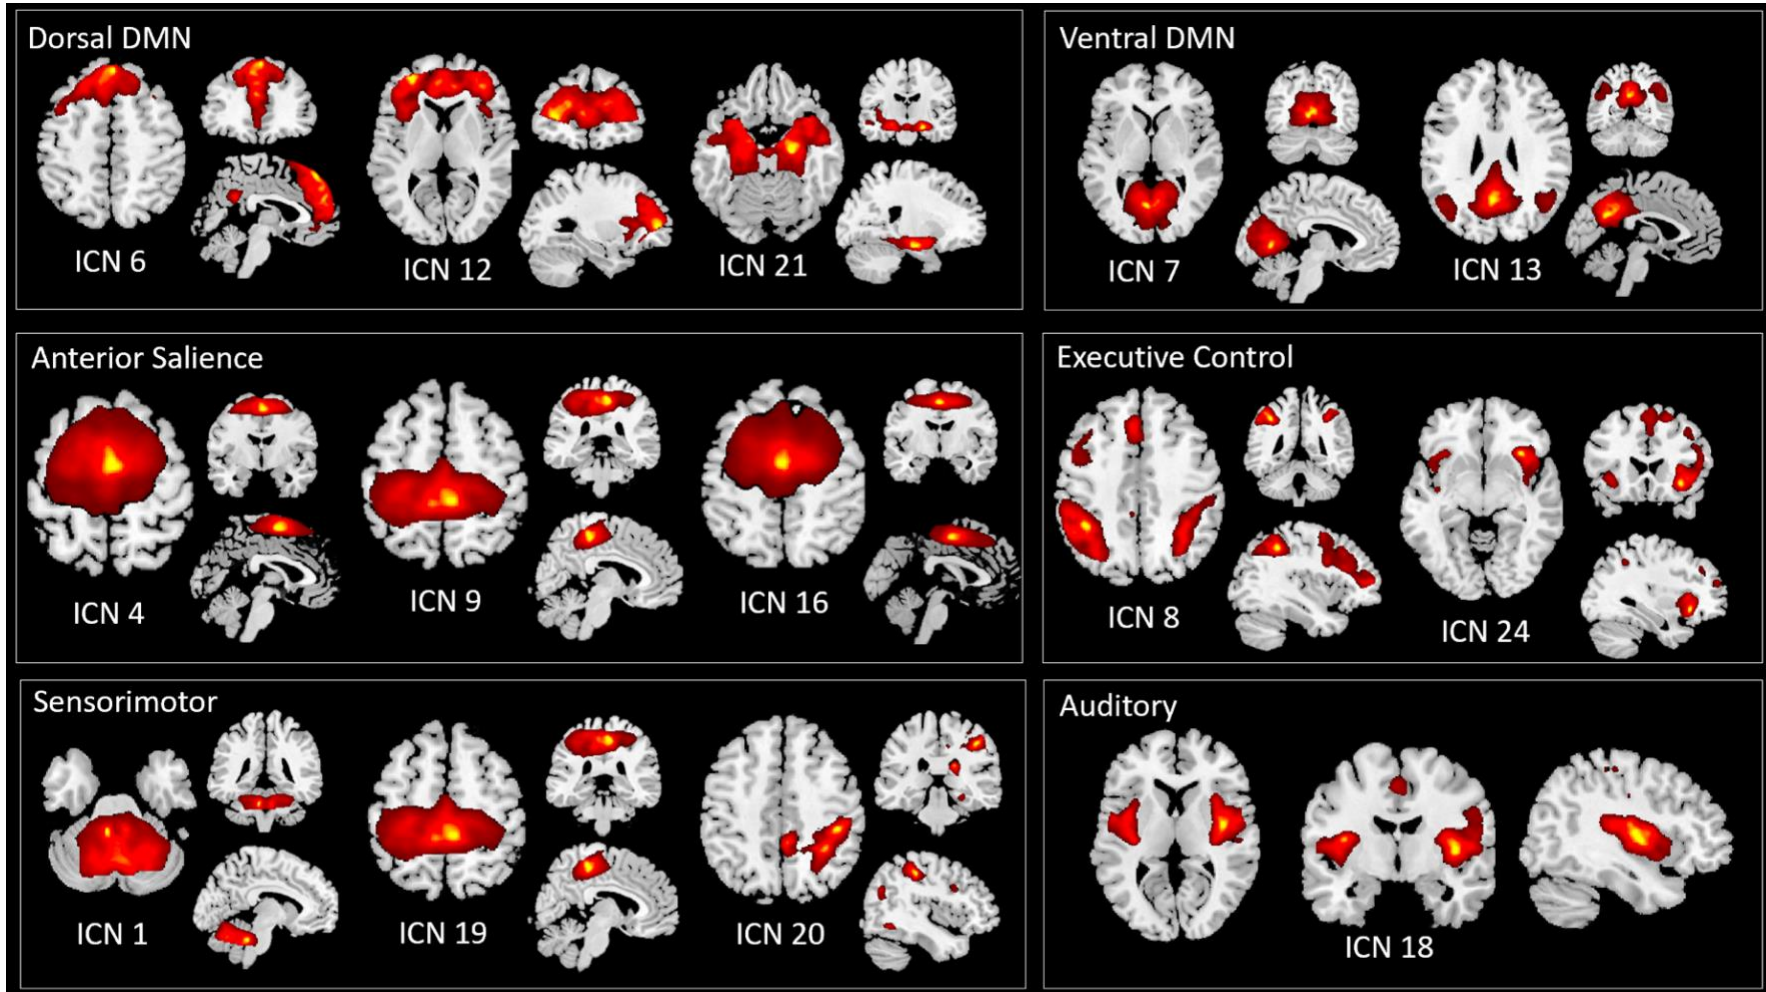 Dorsal DMN
ICN 6
ICN 12
ICN 21
Ventral DMN
ICN 7
ICN 13
Anterior Salience
ICN 4
ICN 9
ICN 16
Executive Control
ICN 8
ICN 24
Sensorimotor
ICN 1
ICN 19
ICN 20
Auditory
ICN 18